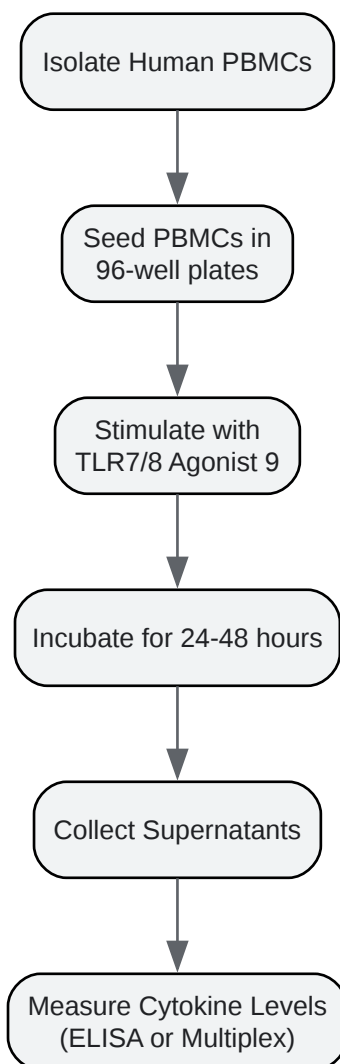 Isolate Human PBMCs
Seed PBMCs in
96-well plates
Stimulate with
TLR7/8 Agonist 9
Incubate for 24-48 hours
Collect Supernatants
Measure Cytokine Levels
(ELISA or Multiplex)